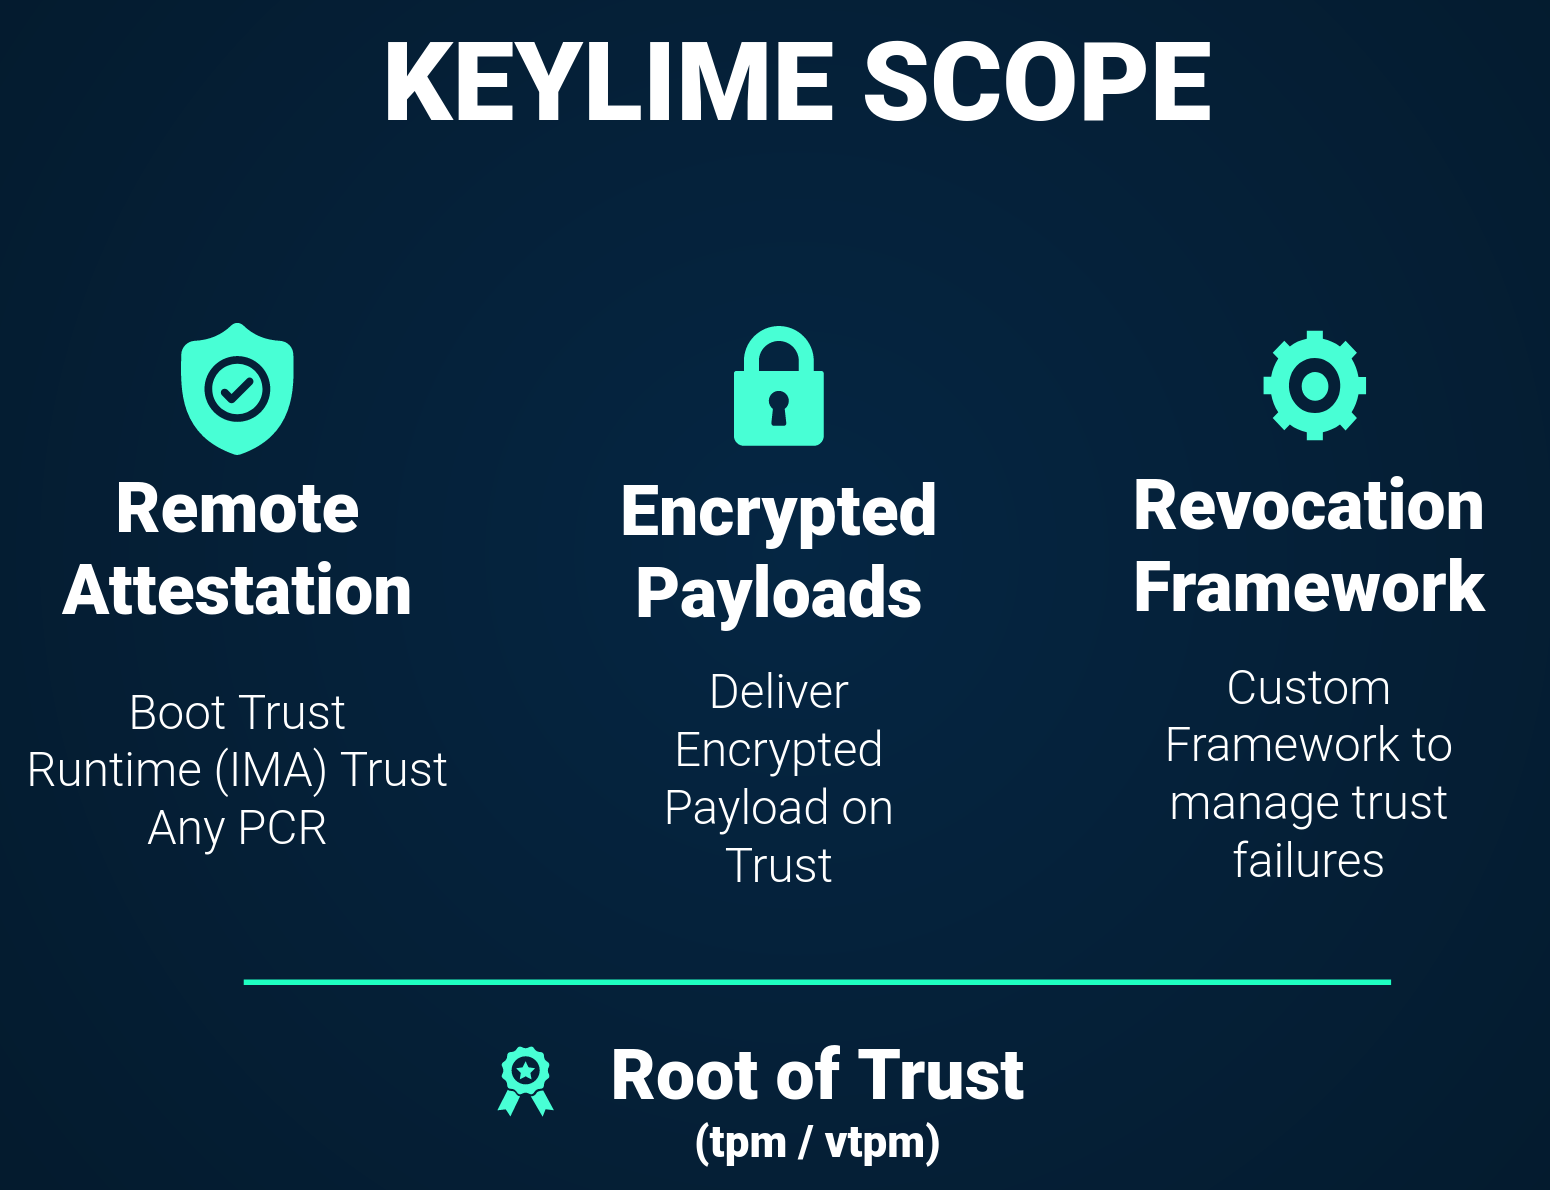 KEYLIME SCOPE
Remote
Attestation
Boot Trust
Runtime (IMA) Trust
Any PCR
Encrypted
Payloads
Deliver
Encrypted
Payload on
Trust
Revocation
Framework
Custom
Framework to
manage trust
failures
Root of Trust
(tpm / vtpm)